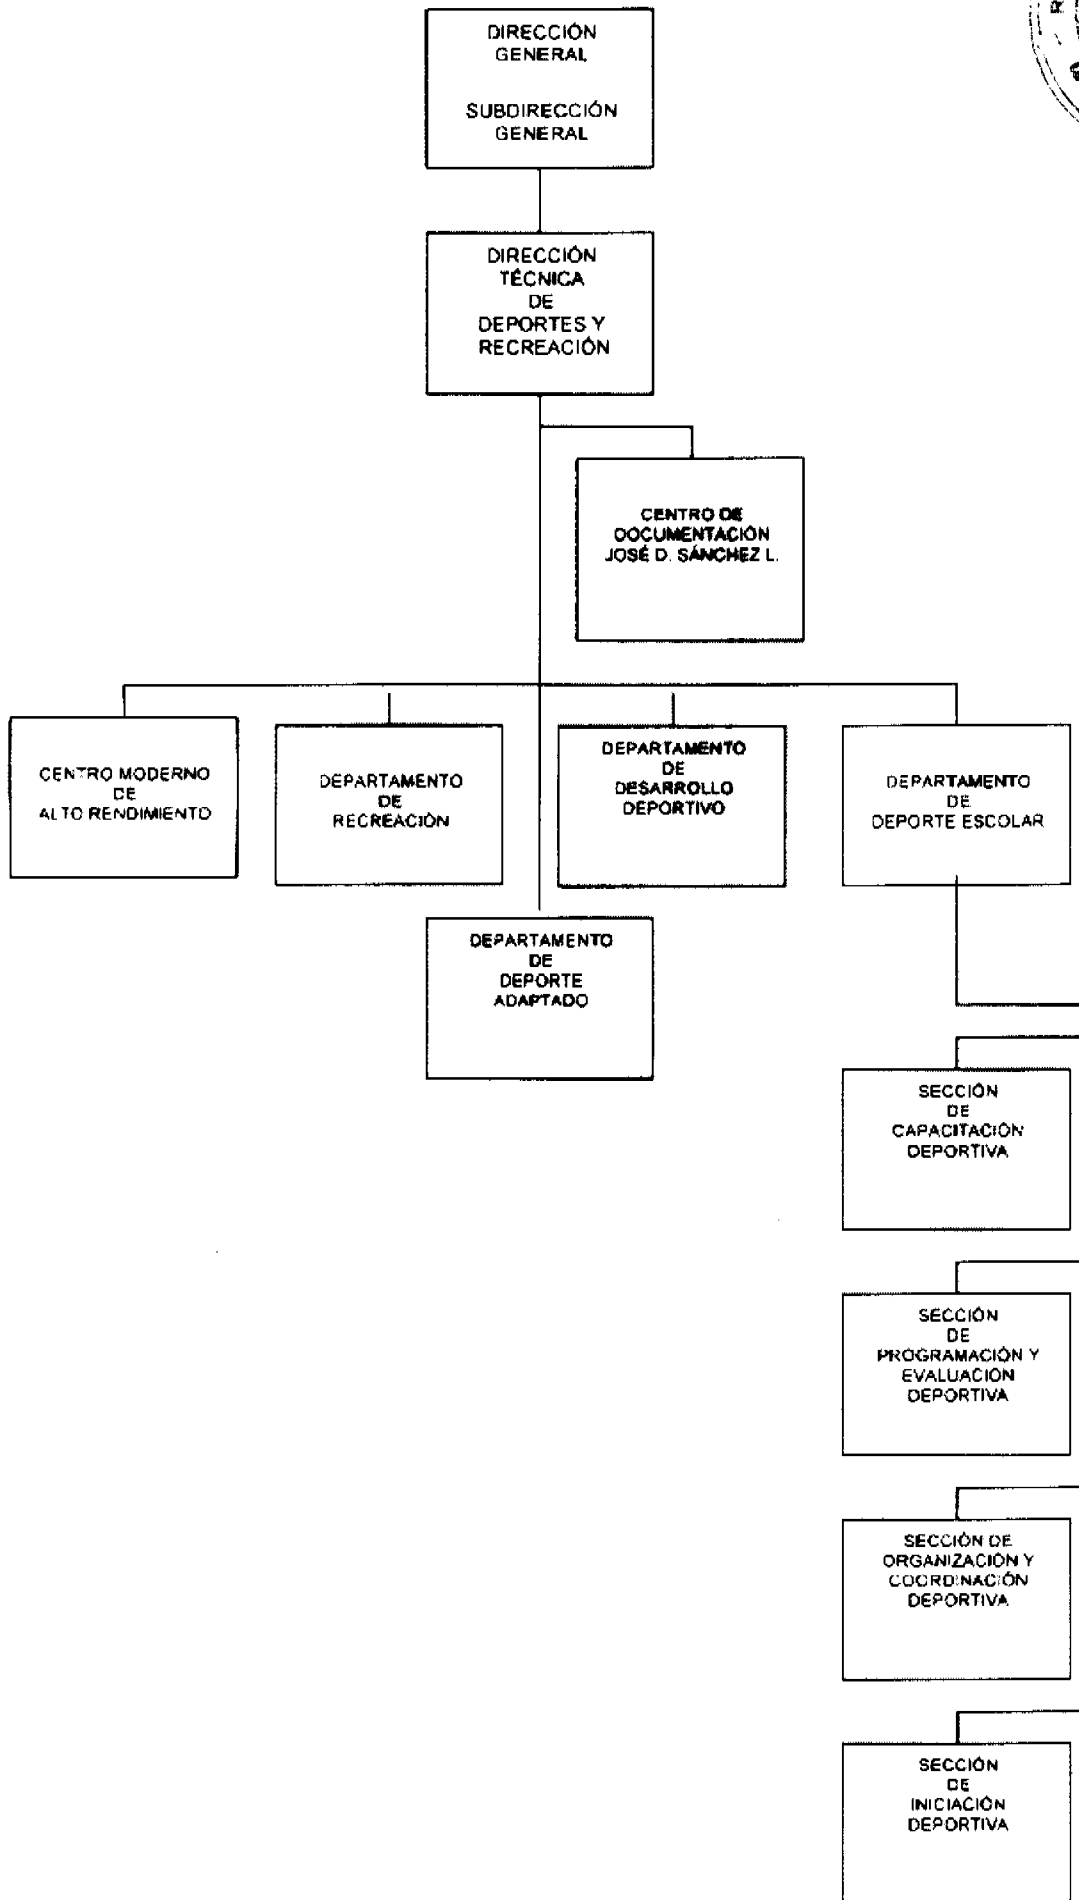 DIRECCIÓN
GENERAL
SUBDIRECCIÓN
GENERAL
DIRECCIÓN
TÉCNICA
DE
DEPORTES Y
RECREACIÓN
CENTRO DE
DOCUMENTACIÓN
JOSÉ D. SÁNCHEZ L.
CENTRO MODERNO
DE
ALTO RENDIMIENTO
DEPARTAMENTO
DE
RECREACIÓN
DEPARTAMENTO
DE
DESARROLLO
DEPORTIVO
DEPARTAMENTO
DE
DEPORTE ESCOLAR
DEPARTAMENTO
DE
DEPORTE
ADAPTADO
SECCIÓN
DE
CAPACITACIÓN
DEPORTIVA
SECCIÓN
DE
PROGRAMACIÓN Y
EVALUACIÓN
DEPORTIVA
SECCIÓN DE
ORGANIZACIÓN Y
COORDINACIÓN
DEPORTIVA
SECCIÓN
DE
INICIACIÓN
DEPORTIVA